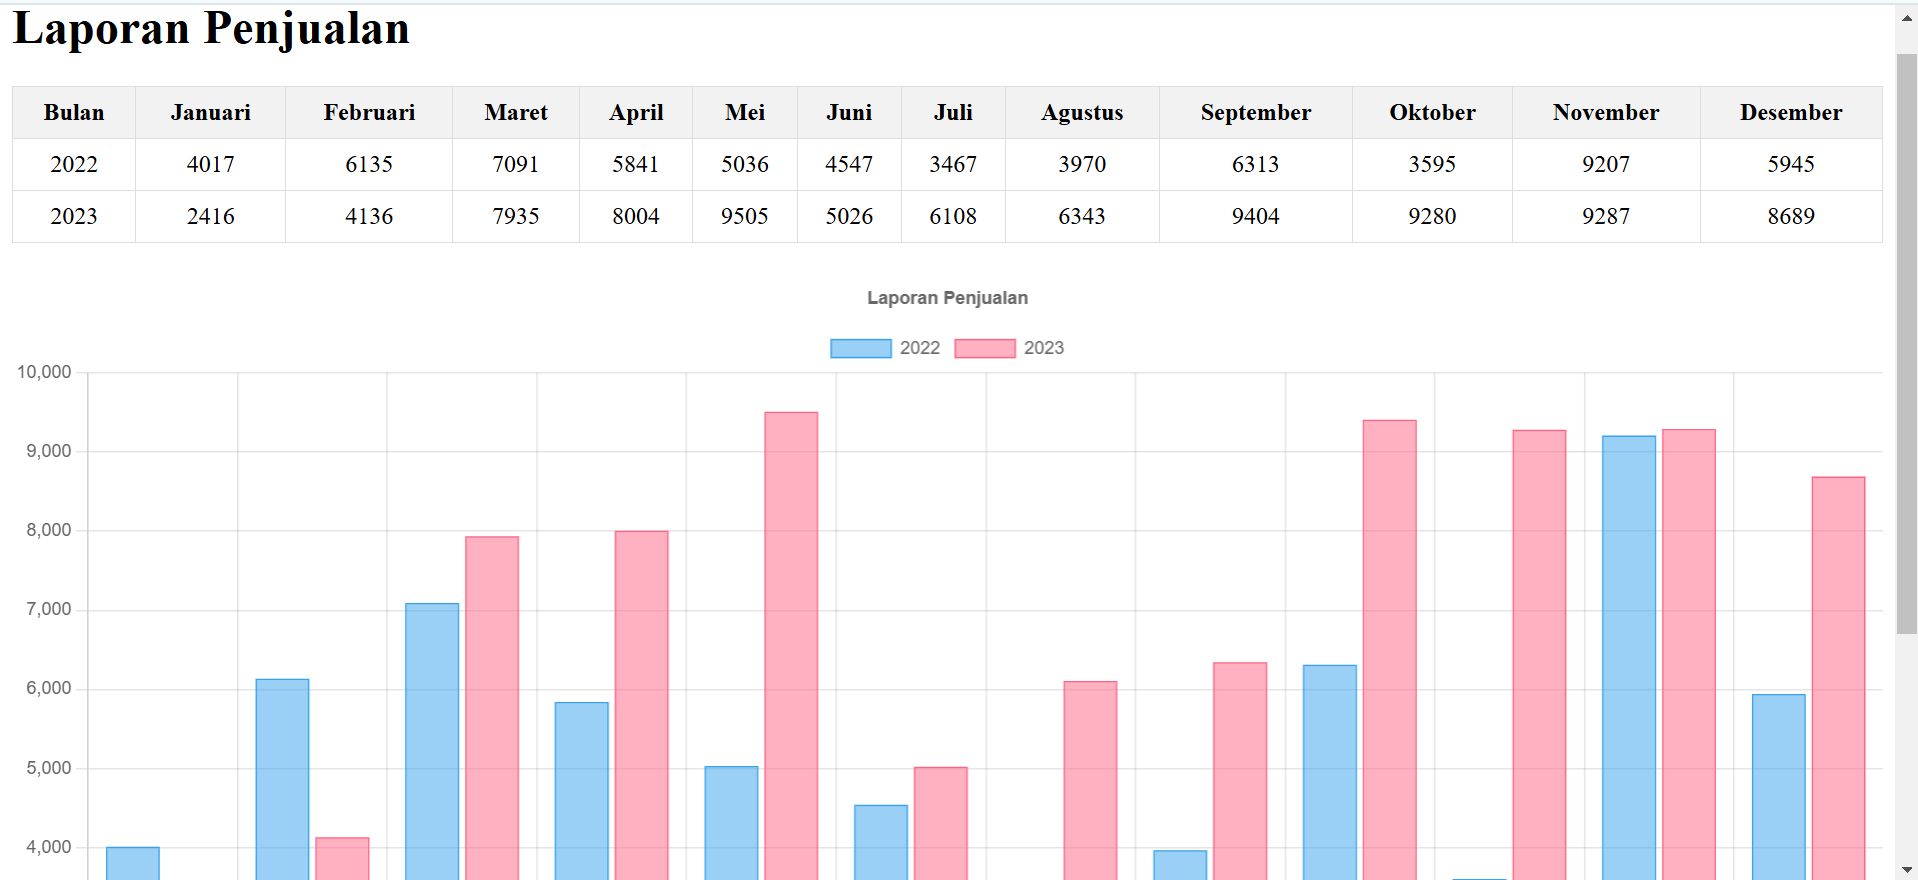 Laporan Penjualan
Bulan Januari Februari Maret April Mei Juni Juli Agustus September Oktober November Desember
2022 4017 6135 7091 5841 5036 4547 3467 3970 6313 3595 9207 5945
2023 2416 4136 7935 8004 9505 5026 6108 6343 9404 9280 9287 8689
Laporan Penjualan
2022 2023
10,000
9,000
8,000
7,000
6,000
5,000
4,000